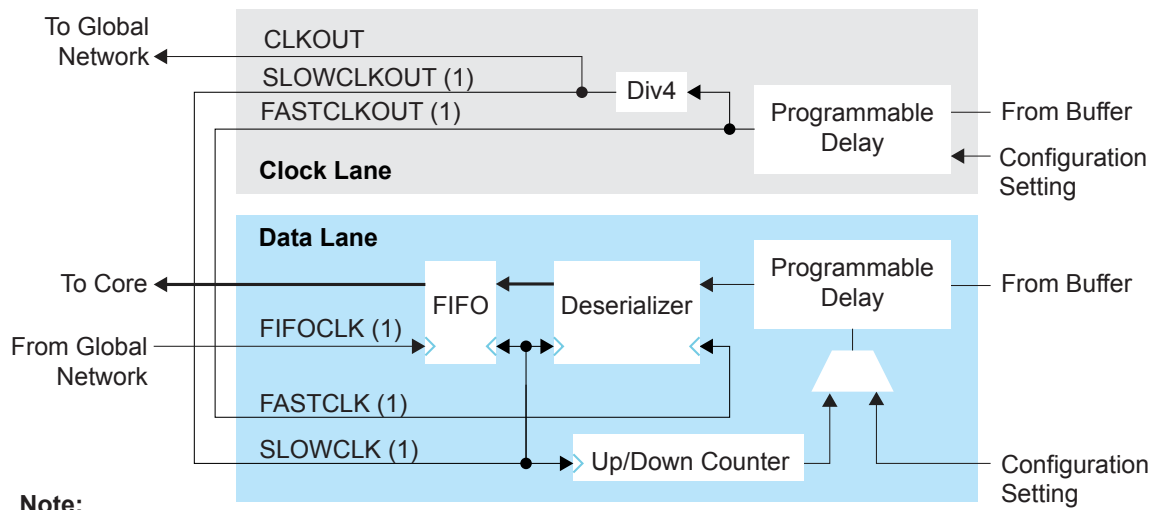 To Global
Network
CLKOUT
SLOWCLKOUT (1)
FASTCLKOUT (1)
Div4
Programmable
Delay
From Buffer
Configuration
Setting
Clock Lane
Data Lane
To Core
FIFO
Deserializer
Programmable
Delay
From Buffer
FIFOCLK (1)
From Global
Network
FASTCLK (1)
SLOWCLK (1)
Up/Down Counter
Configuration
Setting
Note: